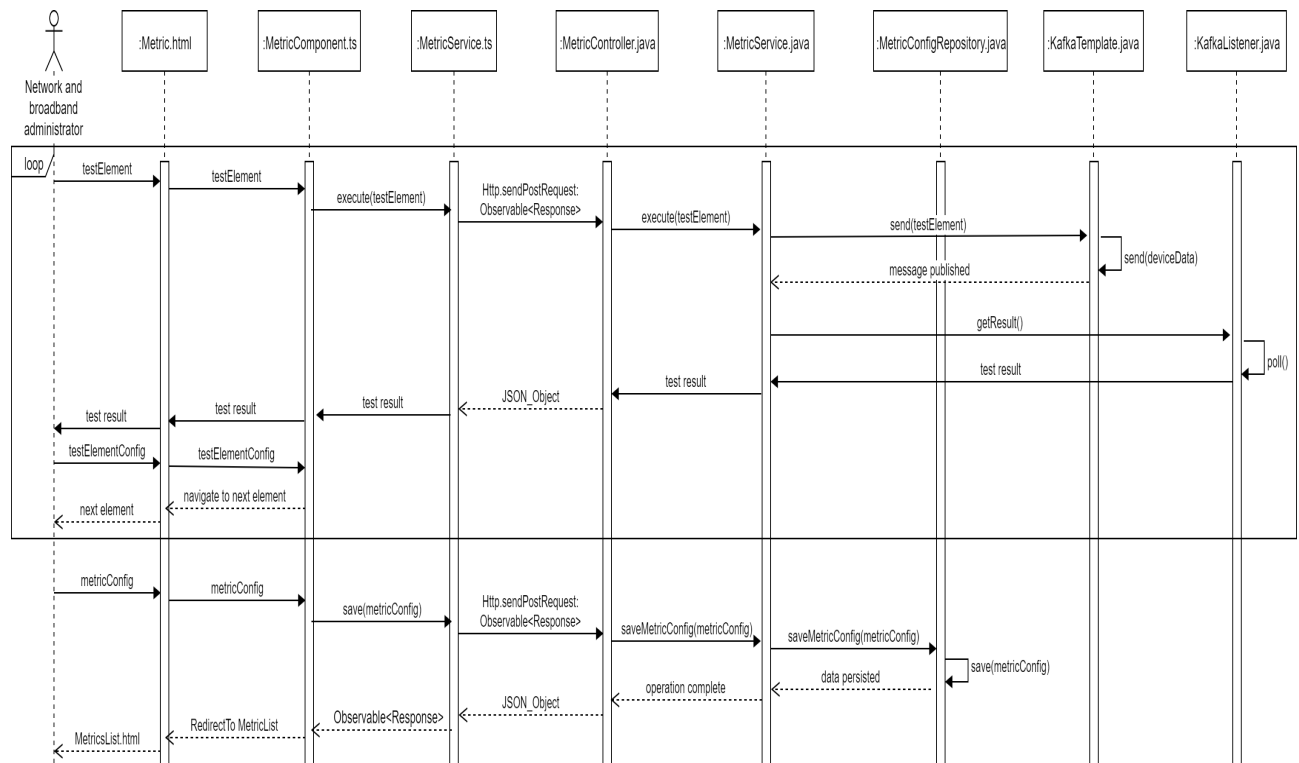 :Metric.html
:MetricComponent.ts
:MetricService.ts
:MetricController.java
:MetricService.java
:MetricConfigRepository.java
:KafkaTemplate.java
:KafkaListener.java
Network and
broadband
administrator
loop
testElement
testElement
execute(testElement)
Http.sendPostRequest:
Observable<Response>
execute(testElement)
send(testElement)
send(deviceData)
message published
getResult()
poll()
test result
test result
JSON_Object
test result
test result
test result
testElementConfig
testElementConfig
navigate to next element
next element
metricConfig
metricConfig
save(metricConfig)
Http.sendPostRequest:
Observable<Response>
saveMetricConfig(metricConfig)
saveMetricConfig(metricConfig)
save(metricConfig)
data persisted
operation complete
JSON_Object
Observable<Response>
RedirectTo MetricList
MetricsList.html